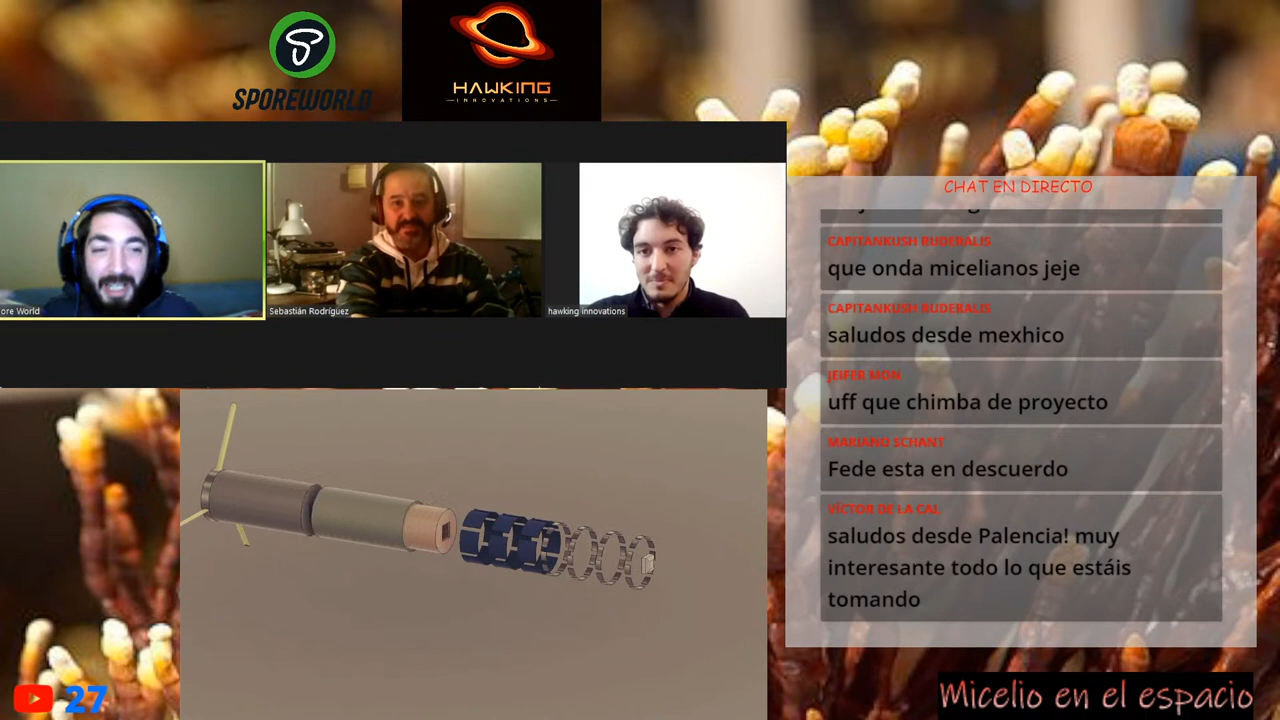 SPOREWORLD
HAWKING
INNOVATIONS
ore World
Sebastián Rodríguez
hawking innovations
CHAT EN DIRECTO
CAPITANKUSH RUDERALIS
que onda micelianos jeje
CAPITANKUSH RUDERALIS
saludos desde mexhico
JEIFER MON
uff que chimba de proyecto
MARIANO SCHANT
Fede esta en descuerdo
VÍCTOR DE LA CAL
saludos desde Palencia! muy
interesante todo lo que estáis
tomando
27
Micelio en el espacio